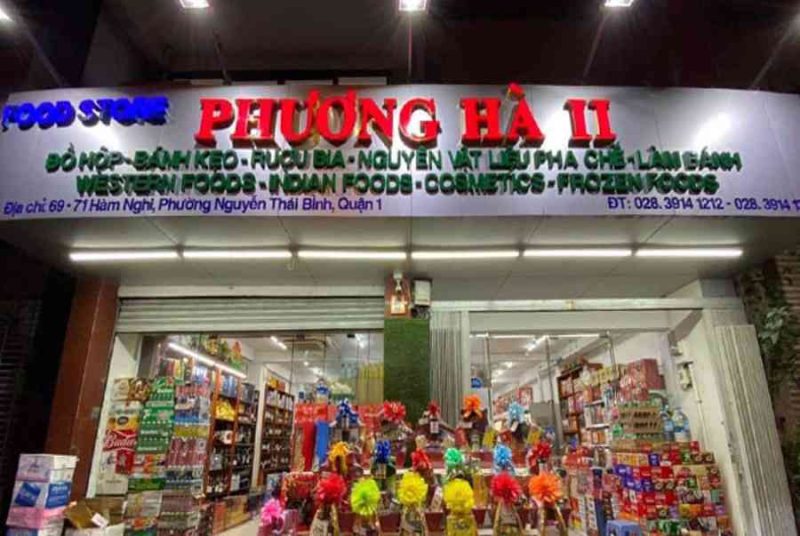 FOOD STORE
PHƯƠNG HÀ II
ĐỒ HỘP - BÁNH KẸO - RƯỢU BIA - NGUYÊN VẬT LIỆU PHA CHẾ - LÀM BÁNH
WESTERN FOODS - INDIAN FOODS - COSMETICS - FROZEN FOODS
Địa chỉ: 69 - 71 Hàm Nghi, Phường Nguyễn Thái Bình, Quận 1
ĐT: 028. 3914 1212 - 028. 3914
Budweiser